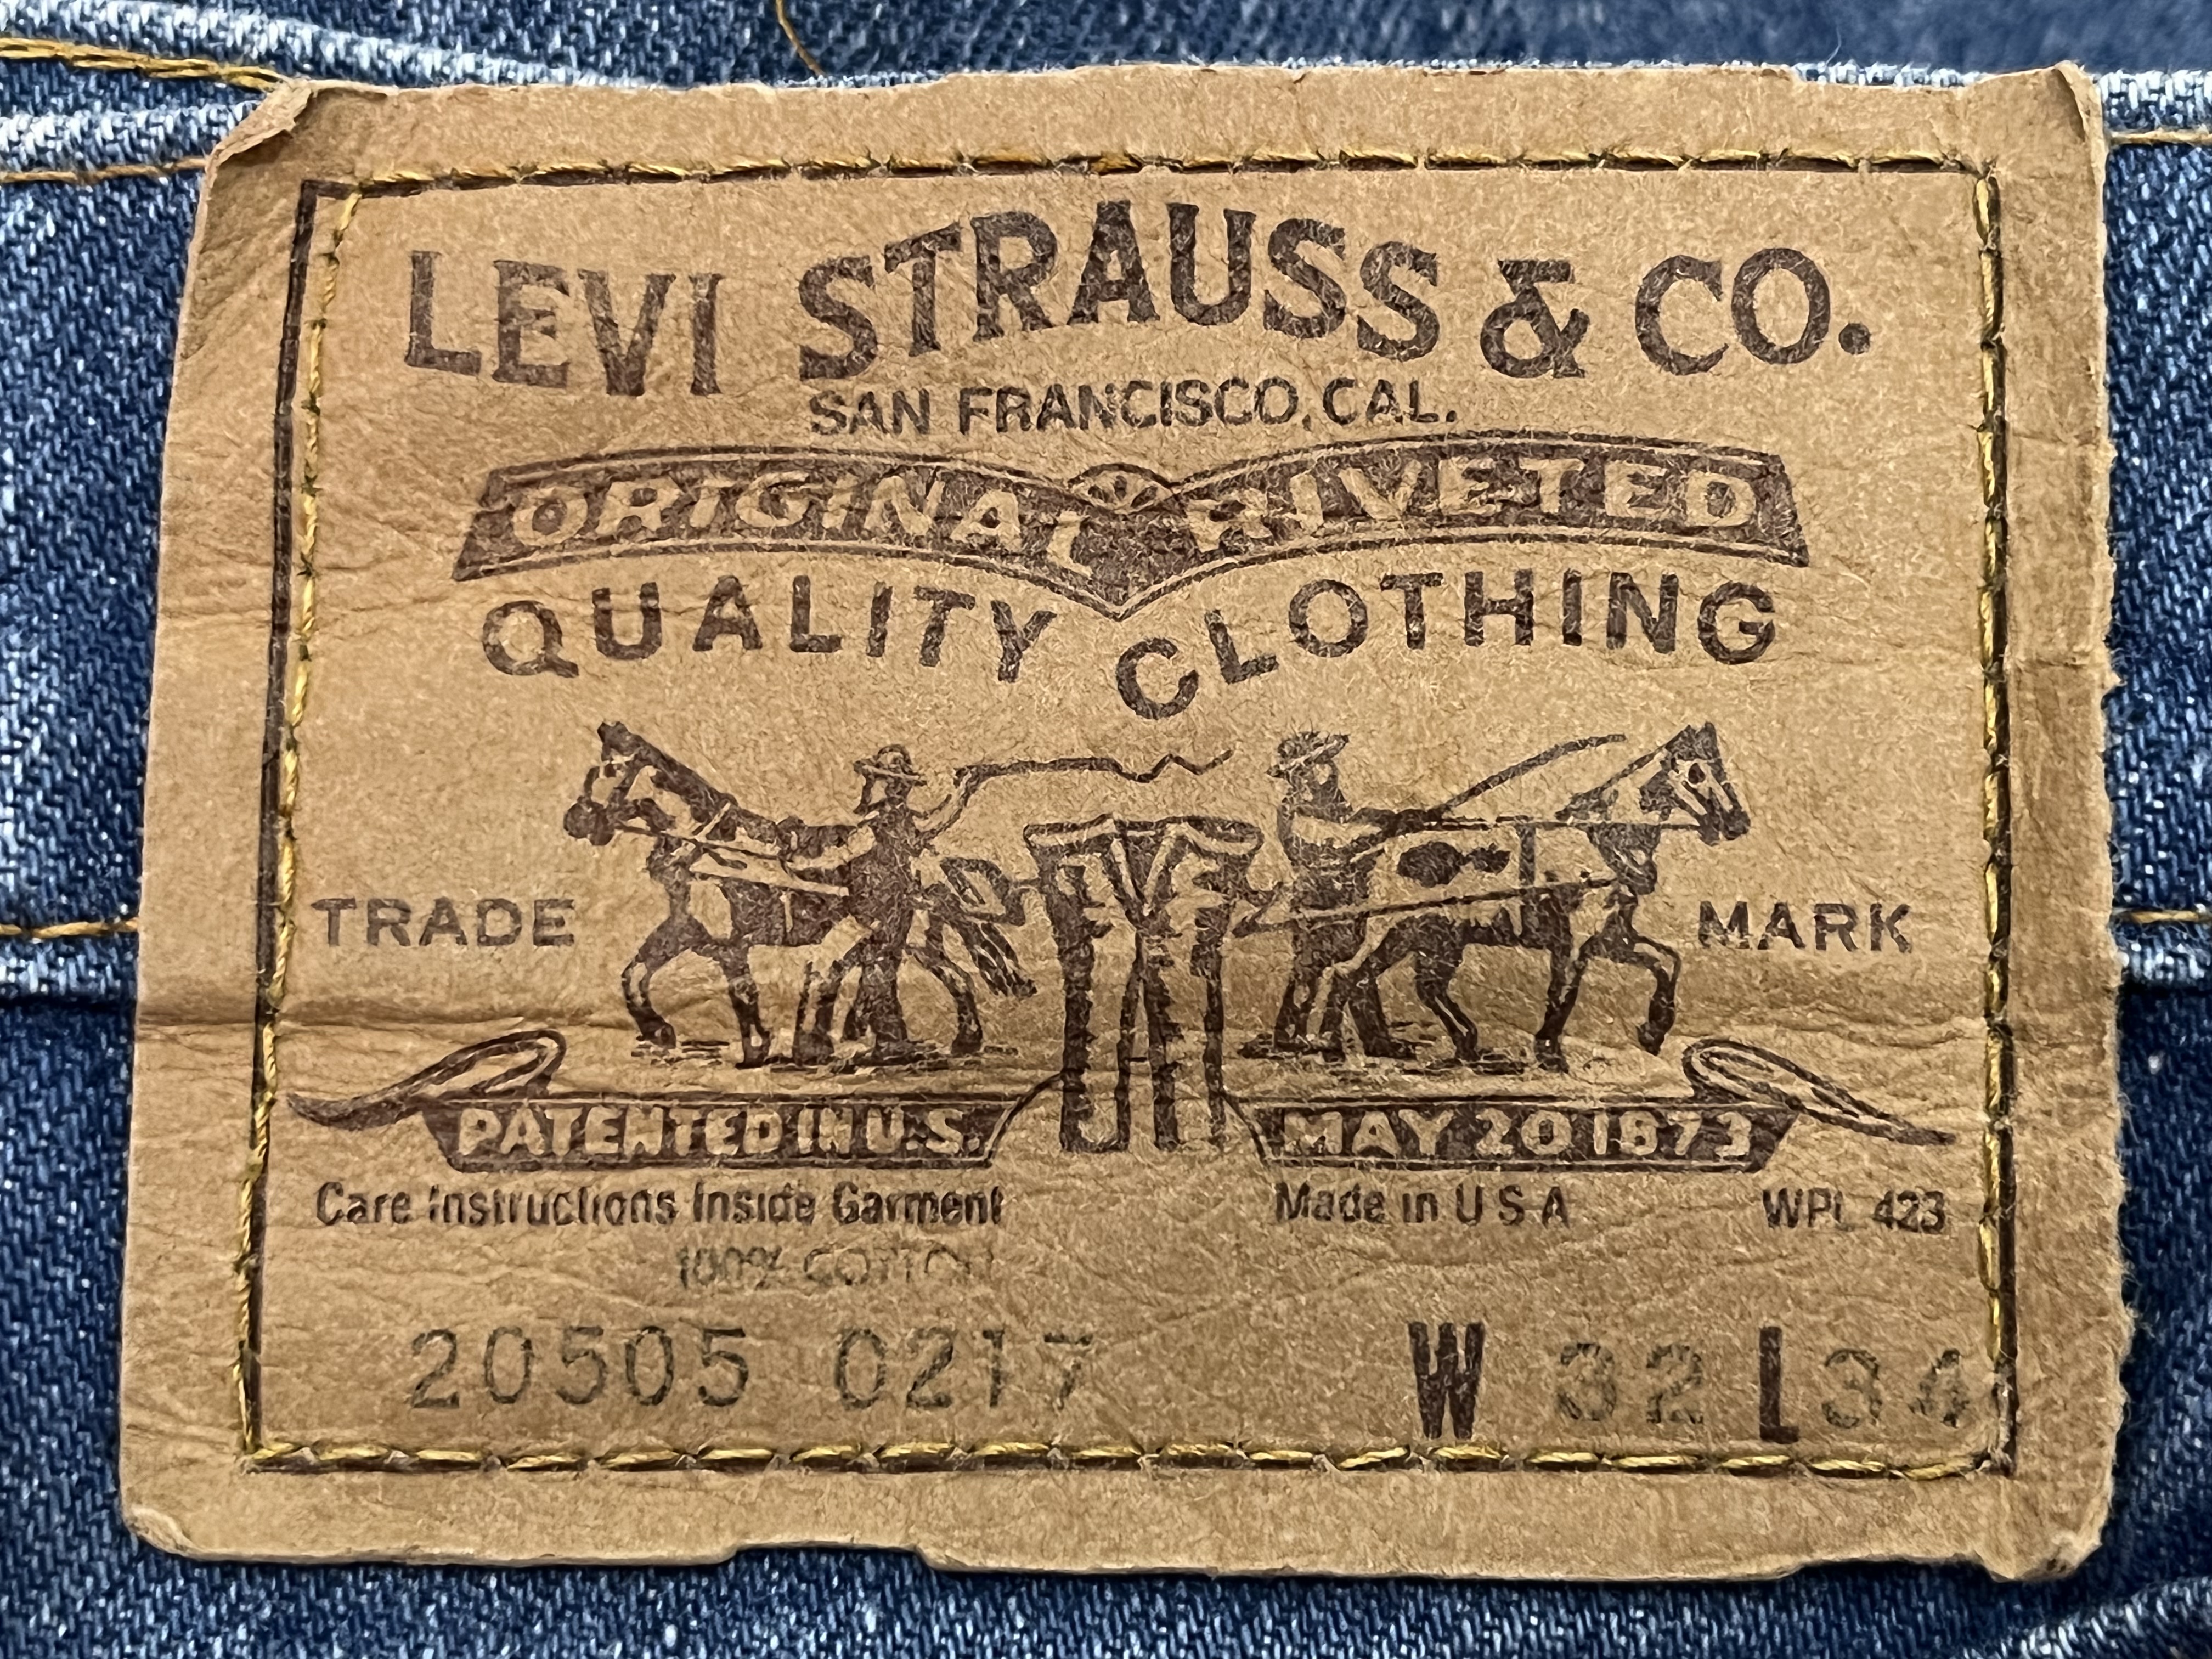 LEVI STRAUSS & CO.
SAN FRANCISCO, CAL.
ORIGINAL RIVETED
QUALITY CLOTHING
TRADE MARK
PATENTED IN U.S. MAY 20 1873
Care Instructions Inside Garment Made in U S A WPL 423
100% COTTON
20505 0217 W 32 L 34